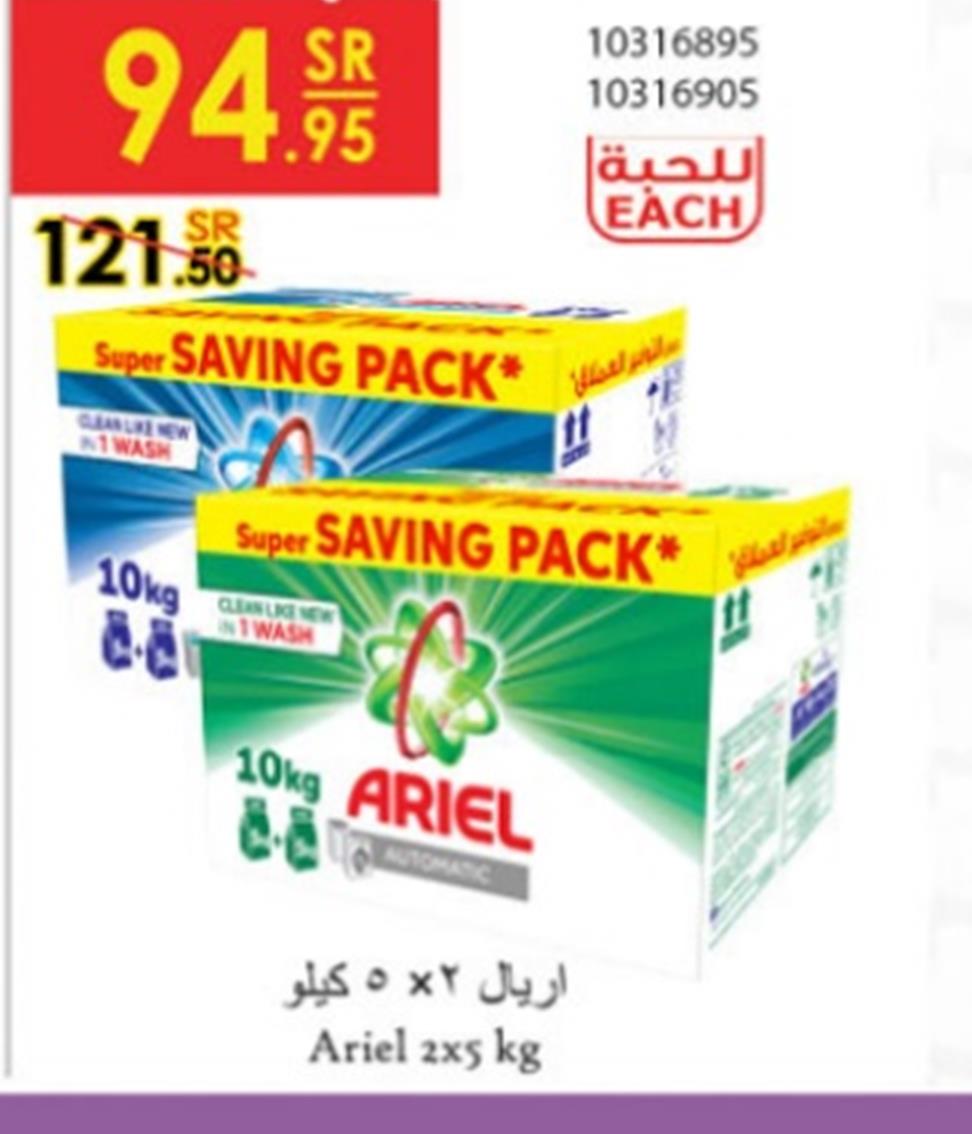 94.95 SR
10316895
10316905
للحبة
EACH
121.50 SR
Super SAVING PACK*
CLEAN LIKE NEW
IN 1 WASH
10kg
Super SAVING PACK*
CLEAN LIKE NEW
IN 1 WASH
10kg
ARIEL
AUTOMATIC
اريال ٢x ٥ كيلو
Ariel 2x5 kg